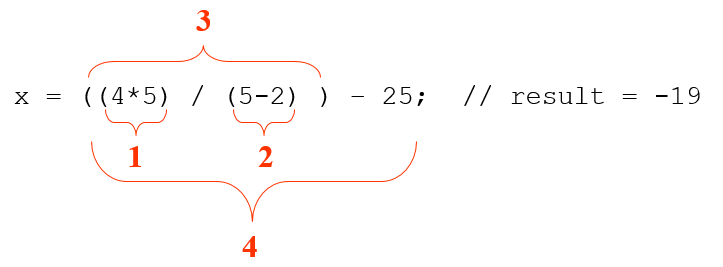 3
x = ((4*5) / (5-2) ) – 25;  // result = -19
1 2
4